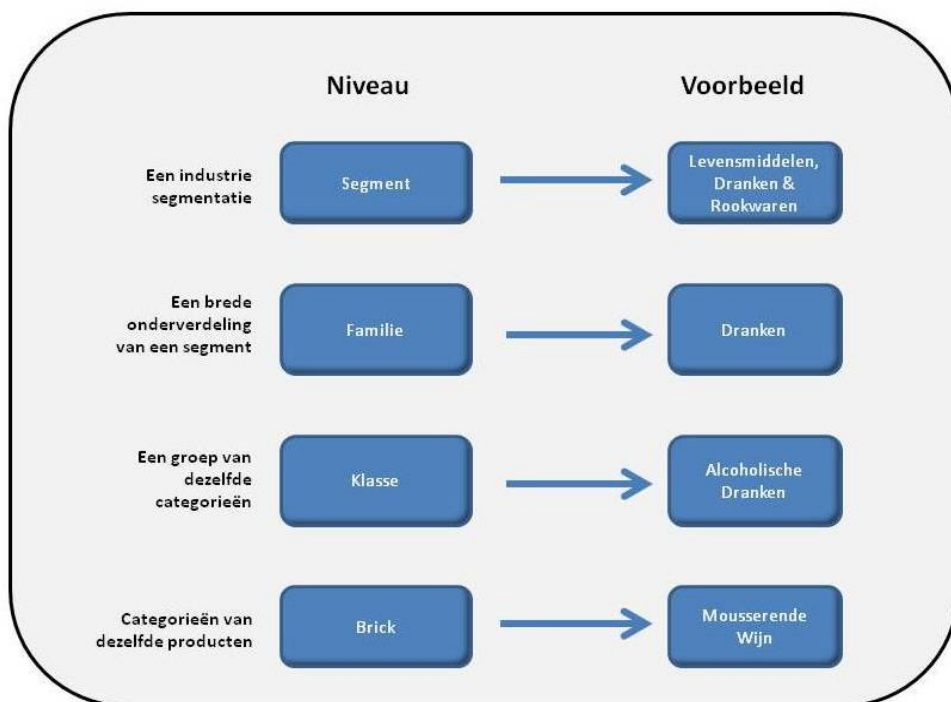 Niveau
Voorbeeld
Een industrie
segmentatie
Segment
Levensmiddelen,
Dranken &
Rookwaren
Een brede
onderverdeling
van een segment
Familie
Dranken
Een groep van
dezelfde
categorieën
Klasse
Alcoholische
Dranken
Categorieën van
dezelfde producten
Brick
Mousserende
Wijn